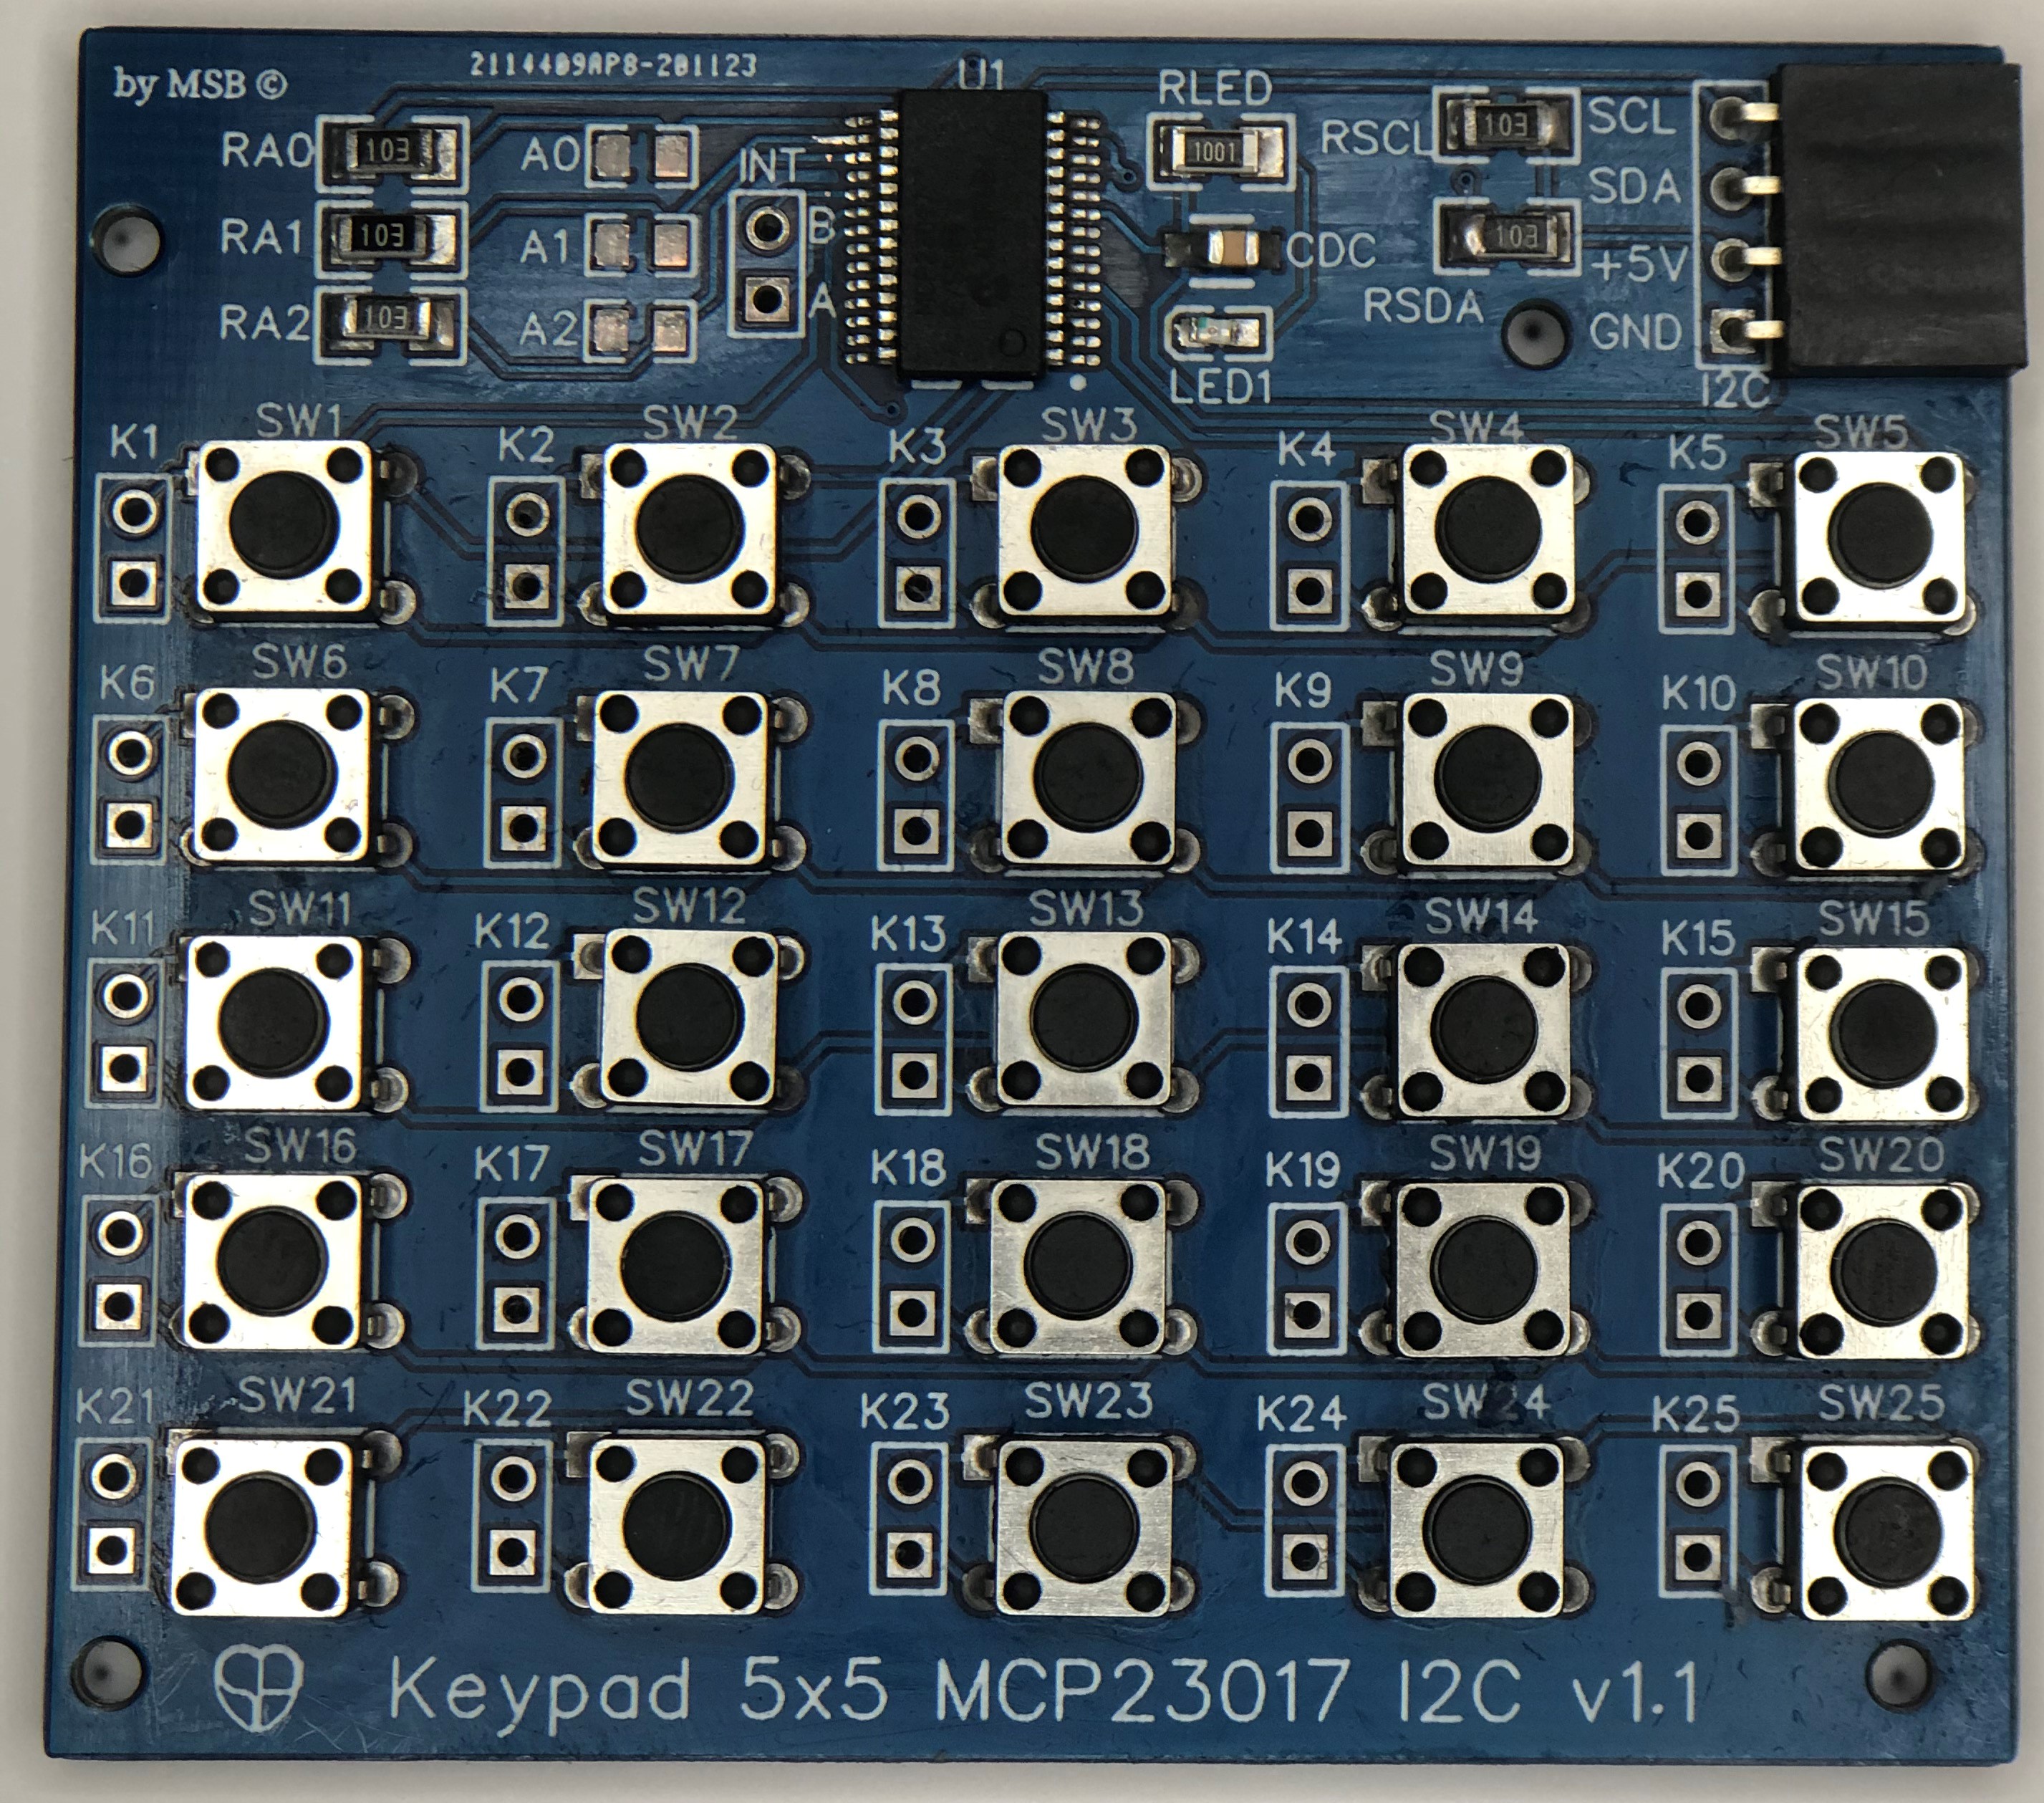 by MSB ©
2114409AP8-201123
U1
RLED
RA0 103
A0
INT
1001
RSCL 103
SCL
SDA
RA1 103
A1
B
CDC
103
+5V
RSDA
RA2 103
A2
A
GND
LED1
I2C
K1 SW1 K2 SW2 K3 SW3 K4 SW4 K5 SW5
K6 SW6 K7 SW7 K8 SW8 K9 SW9 K10 SW10
K11 SW11 K12 SW12 K13 SW13 K14 SW14 K15 SW15
K16 SW16 K17 SW17 K18 SW18 K19 SW19 K20 SW20
K21 SW21 K22 SW22 K23 SW23 K24 SW24 K25 SW25
Keypad 5x5 MCP23017 I2C v1.1